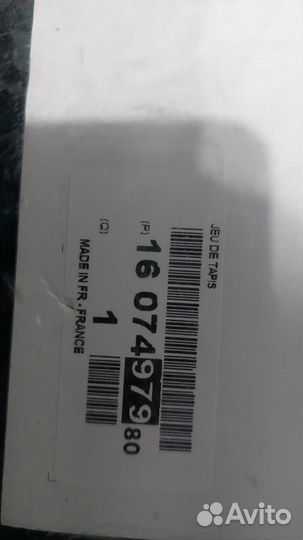 JEU DE TAPIS
(P) 16 074979 80
(Q) 1
MADE IN FR - FRANCE
Avito